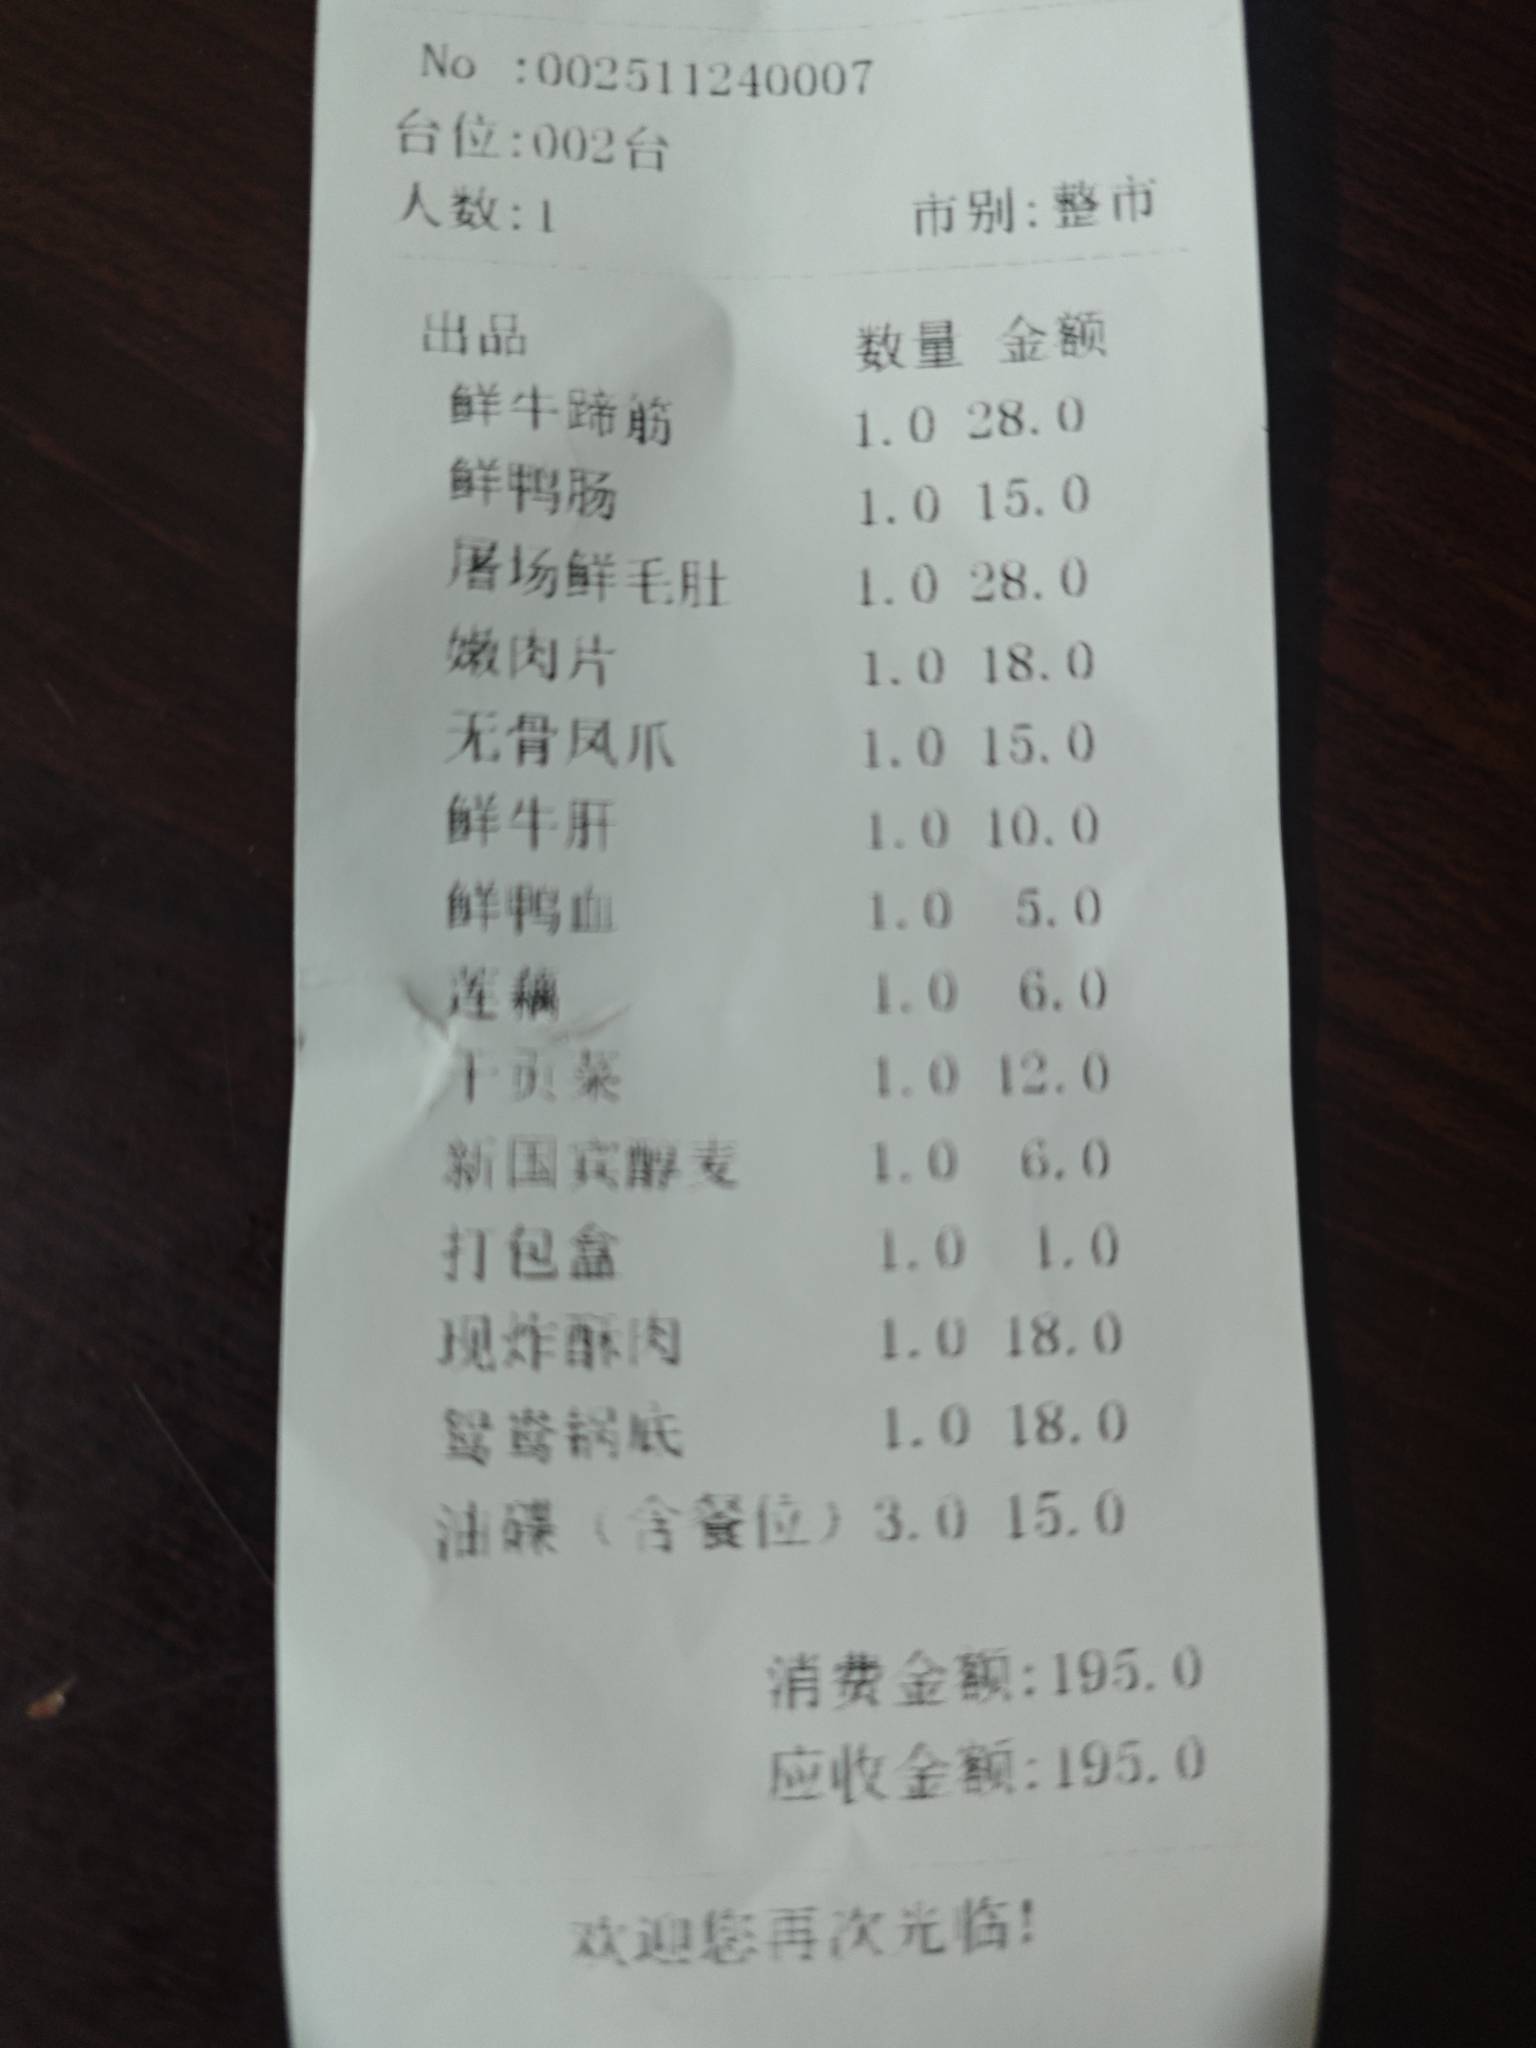 No :002511240007
台位:002台
人数:1 市别:整市
出品 数量 金额
鲜牛蹄筋 1.0 28.0
鲜鸭肠 1.0 15.0
屠场鲜毛肚 1.0 28.0
嫩肉片 1.0 18.0
无骨凤爪 1.0 15.0
鲜牛肝 1.0 10.0
鲜鸭血 1.0 5.0
莲藕 1.0 6.0
干贡菜 1.0 12.0
新国宾醇麦 1.0 6.0
打包盒 1.0 1.0
现炸酥肉 1.0 18.0
鸳鸯锅底 1.0 18.0
油碟（含餐位）3.0 15.0
消费金额:195.0
应收金额:195.0
欢迎您再次光临!